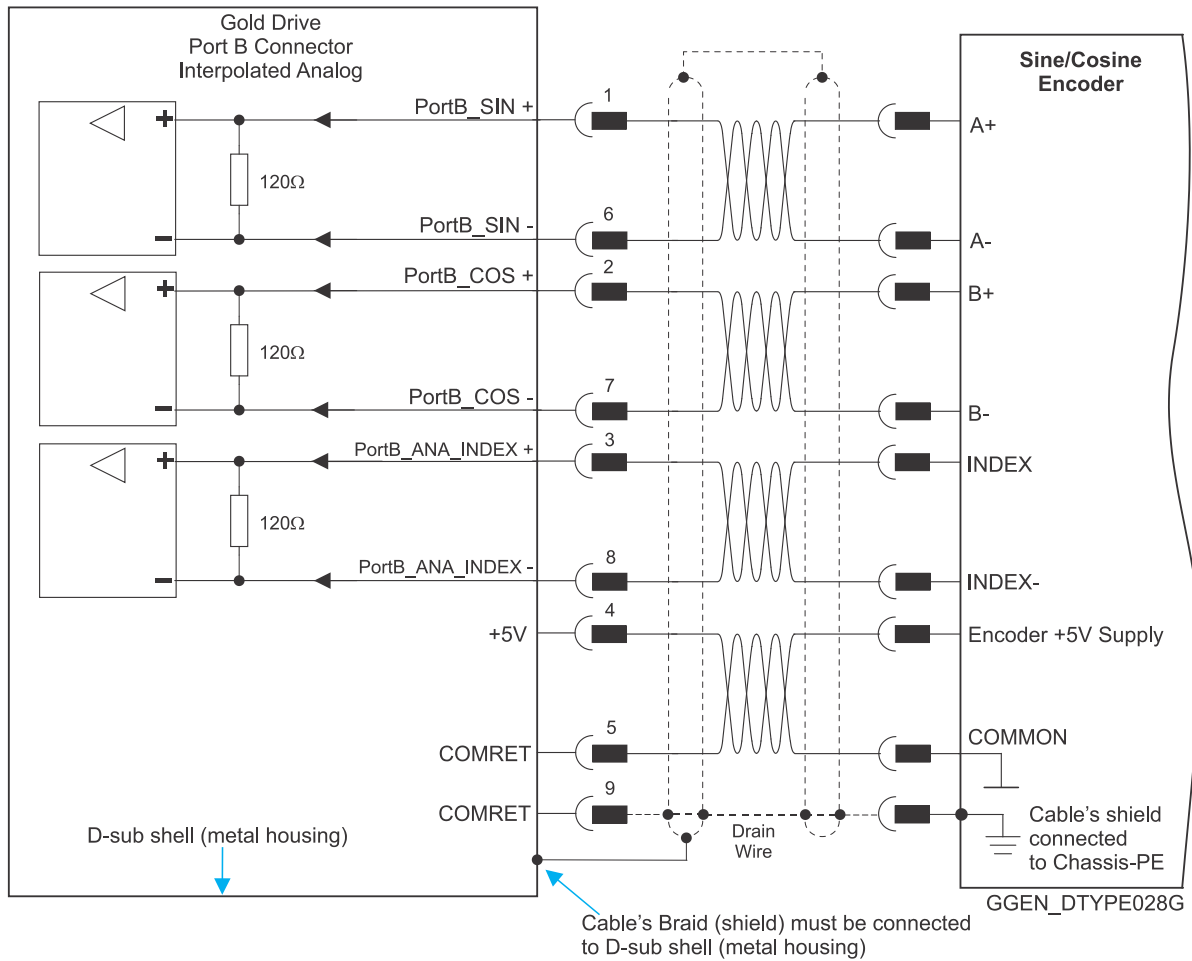 Gold Drive
Port B Connector
Interpolated Analog
Sine/Cosine
Encoder
+
PortB_SIN +
1
A+
120Ω
-
PortB_SIN -
6
A-
+
PortB_COS +
2
B+
120Ω
-
PortB_COS -
7
B-
+
PortB_ANA_INDEX +
3
INDEX
120Ω
-
PortB_ANA_INDEX -
8
INDEX-
+5V
4
Encoder +5V Supply
COMRET
5
COMMON
COMRET
9
Drain
Wire
Cable's shield
connected
to Chassis-PE
D-sub shell (metal housing)
GGEN_DTYPE028G
Cable's Braid (shield) must be connected
to D-sub shell (metal housing)